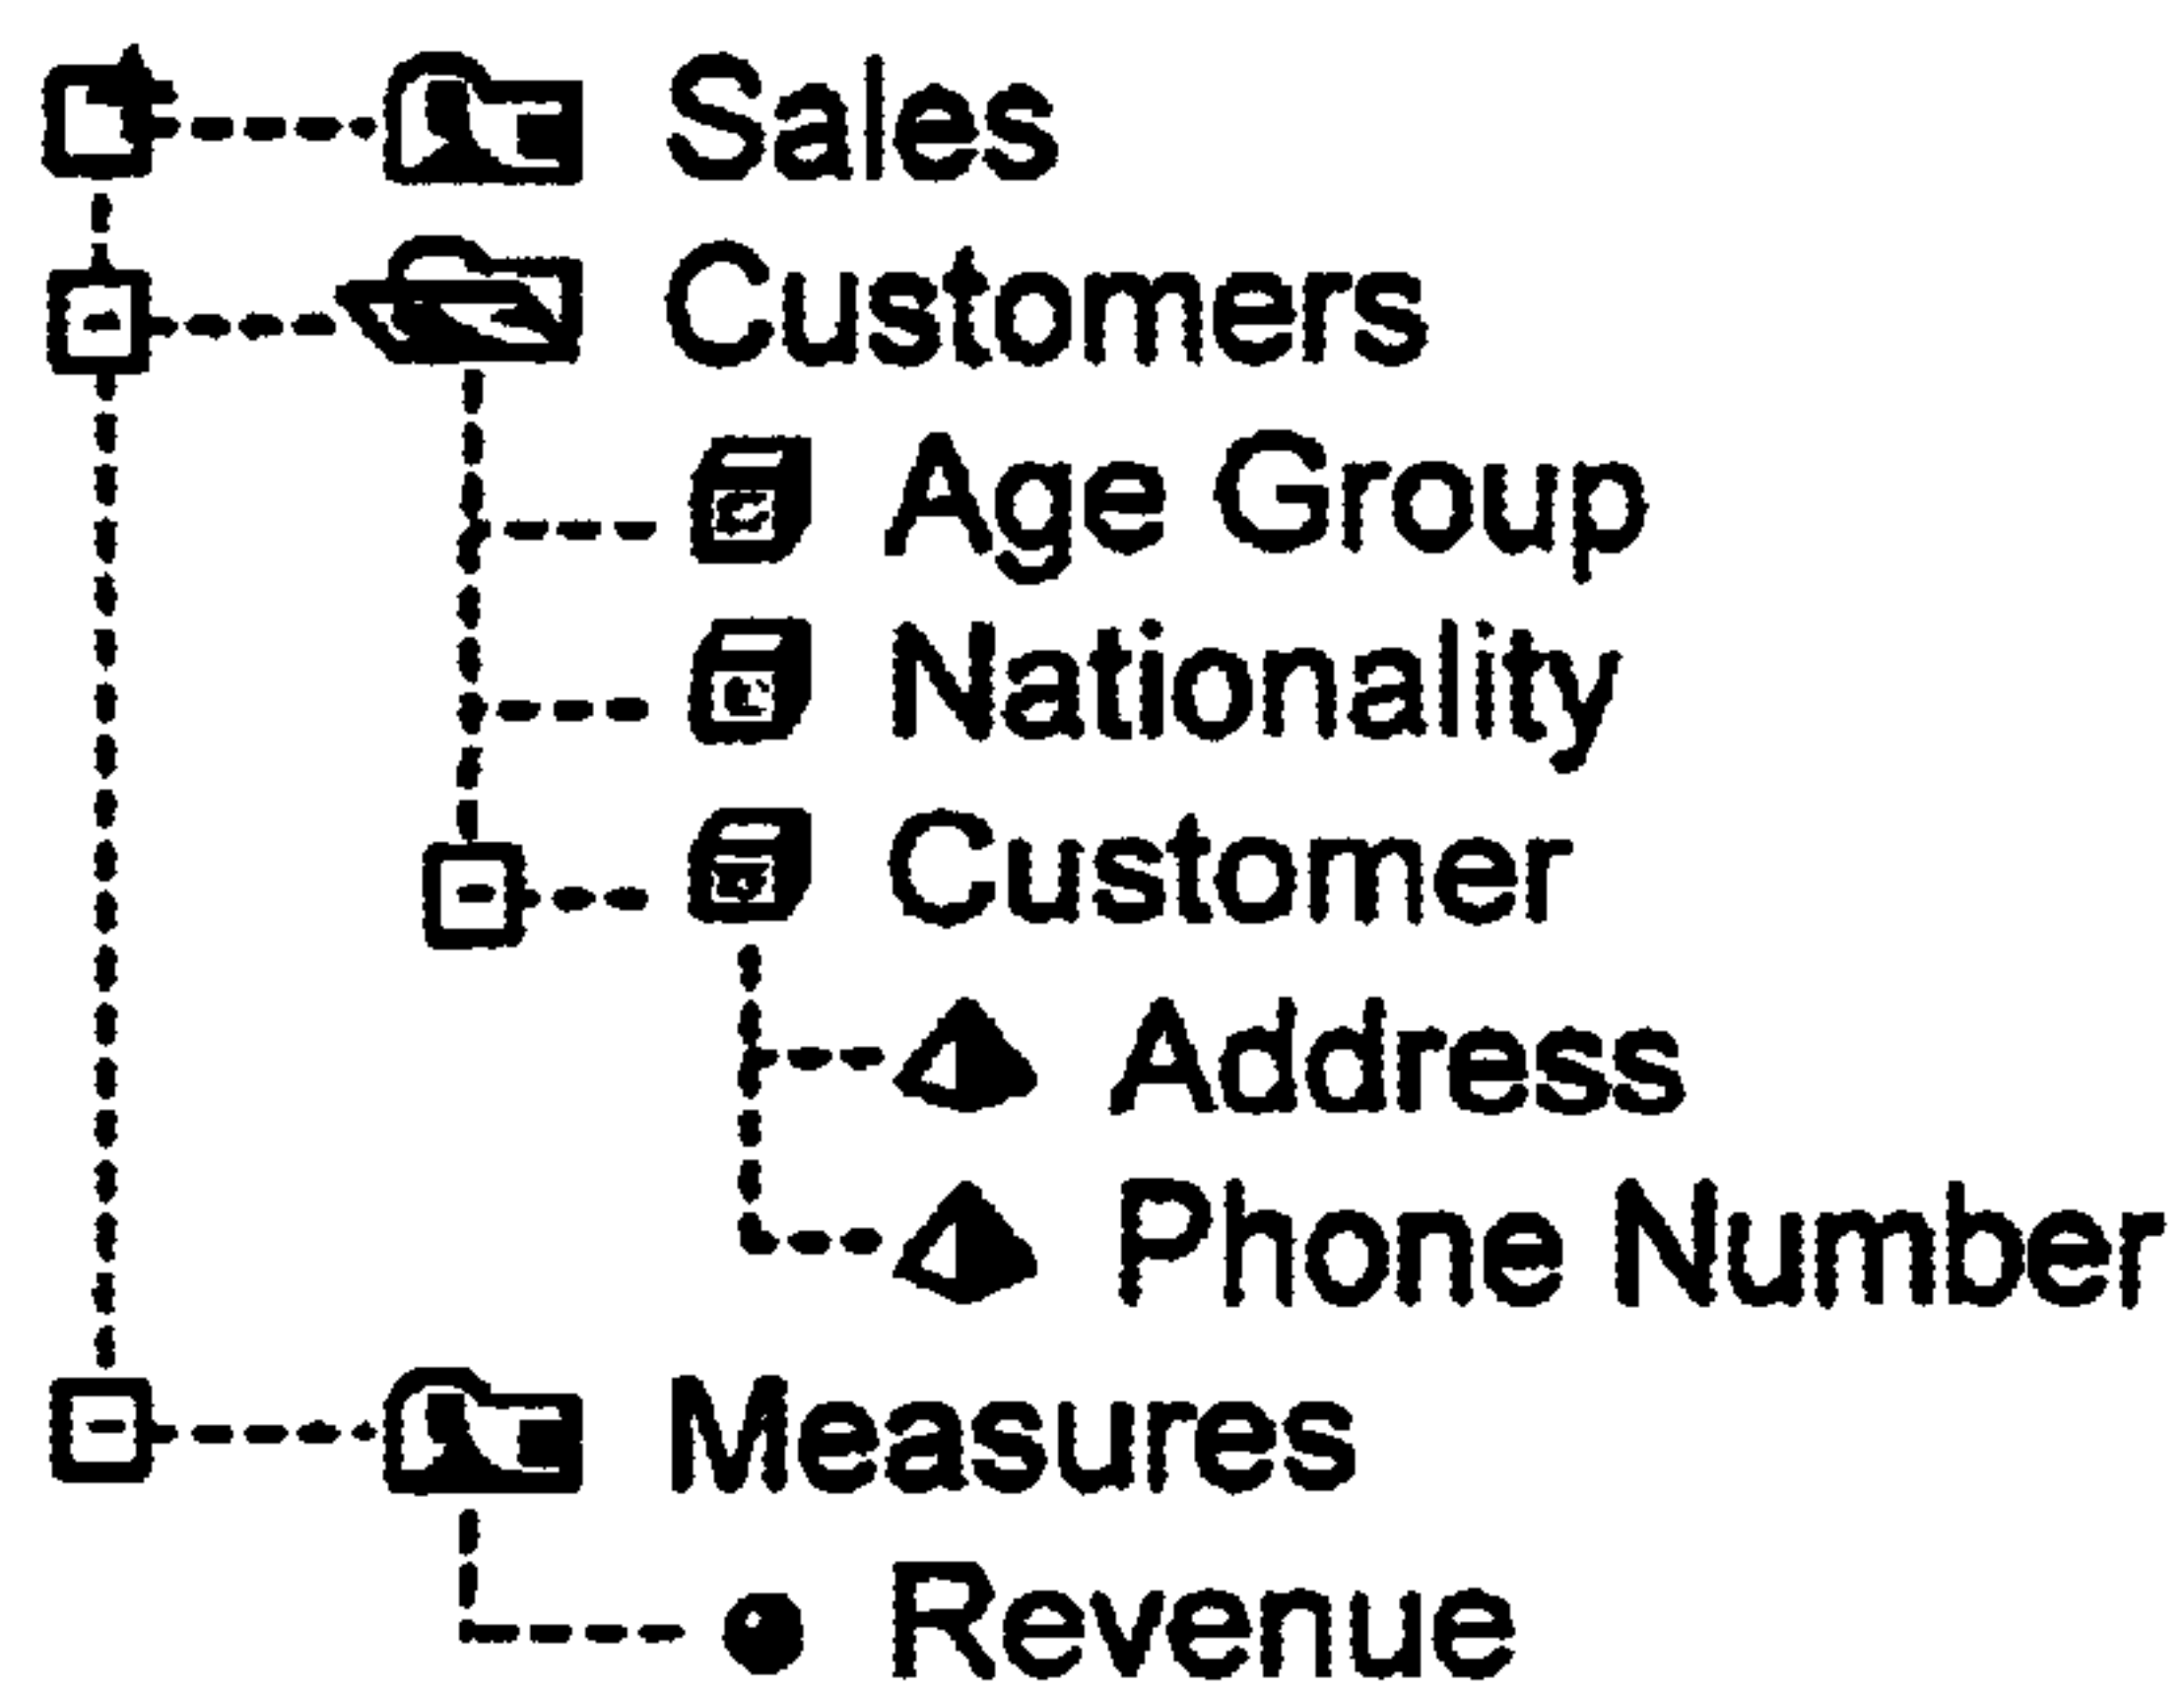 Sales
Customers
Age Group
Nationality
Customer
Address
Phone Number
Measures
Revenue